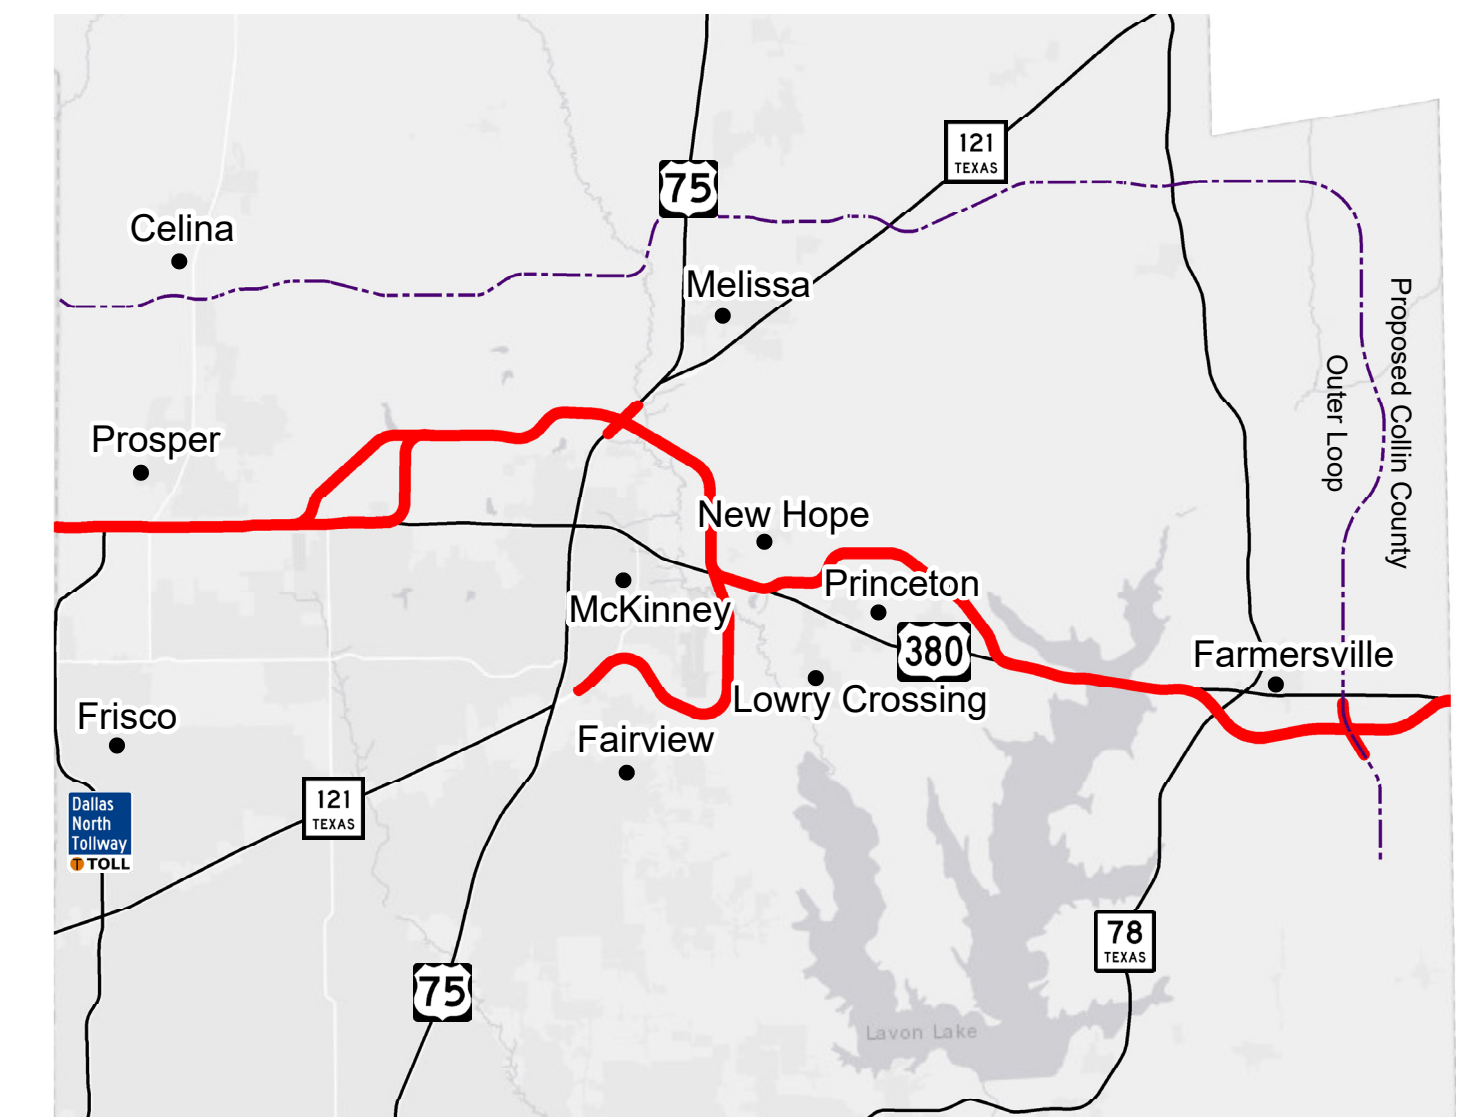 121
TEXAS
75
Celina
Melissa
Proposed Collin County
Outer Loop
Prosper
New Hope
Princeton
McKinney
380
Farmersville
Lowry Crossing
Frisco
Fairview
121
TEXAS
Dallas
North
Tollway
T TOLL
78
TEXAS
75
Lavon Lake